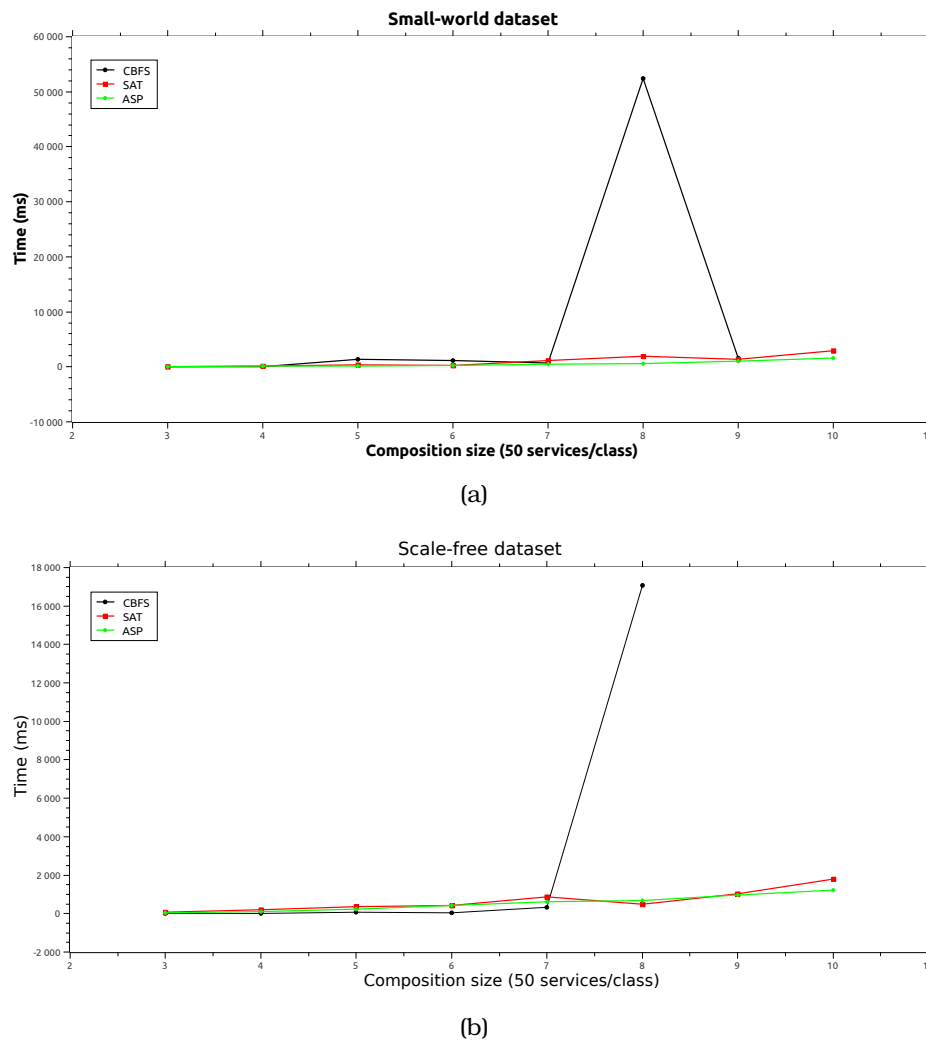 Small-world dataset
60 000
50 000
40 000
30 000
20 000
10 000
0
-10 000
Time (ms)
CBFS
SAT
ASP
2 3 4 5 6 7 8 9 10 1
Composition size (50 services/class)
(a)
Scale-free dataset
18 000
16 000
14 000
12 000
10 000
8 000
6 000
4 000
2 000
0
-2 000
Time (ms)
CBFS
SAT
ASP
2 3 4 5 6 7 8 9 10 1
Composition size (50 services/class)
(b)